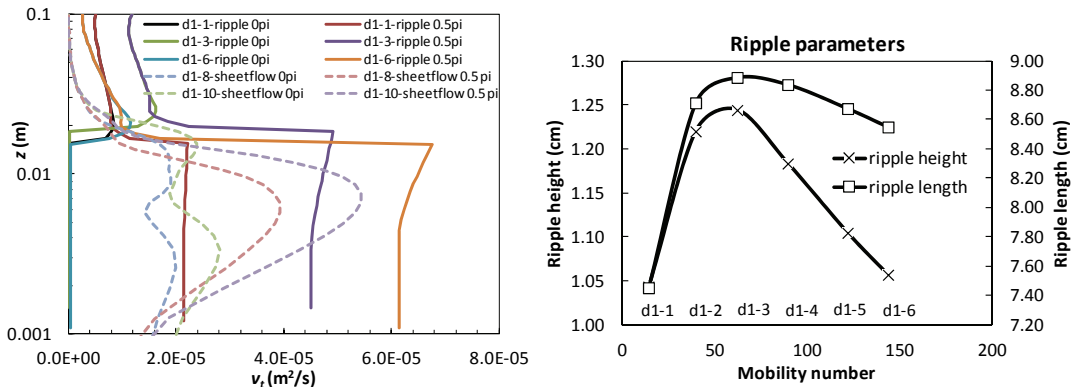 d1-1-ripple 0pi
d1-1-ripple 0.5pi
d1-3-ripple 0pi
d1-3-ripple 0.5pi
d1-6-ripple 0pi
d1-6-ripple 0.5pi
d1-8-sheetflow 0pi
d1-8-sheetflow 0.5pi
d1-10-sheetflow 0pi
d1-10-sheetflow 0.5pi
0.1
0.01
0.001
z (m)
0.0E+00
2.0E-05
4.0E-05
6.0E-05
8.0E-05
v_t (m²/s)
Ripple parameters
1.30
1.25
1.20
1.15
1.10
1.05
1.00
Ripple height (cm)
ripple height
ripple length
d1-1
d1-2
d1-3
d1-4
d1-5
d1-6
9.00
8.80
8.60
8.40
8.20
8.00
7.80
7.60
7.40
7.20
Ripple length (cm)
0
50
100
150
200
Mobility number